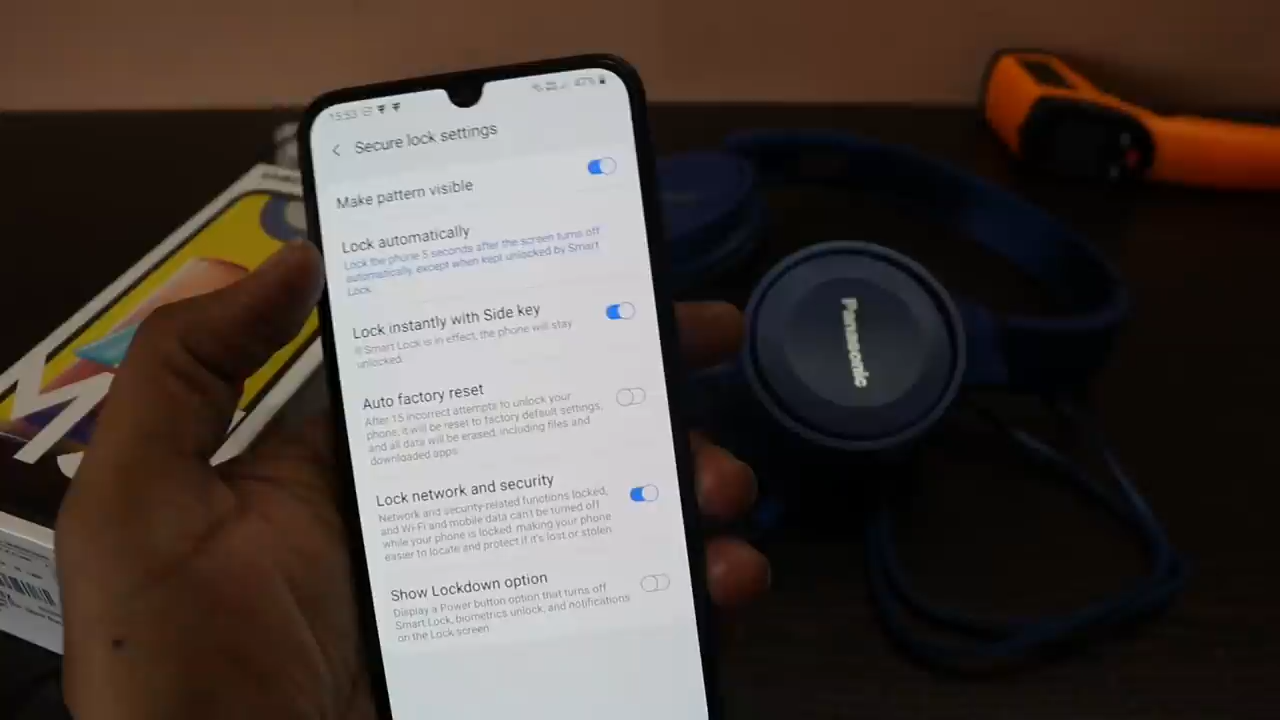 15:53
47%
Secure lock settings
Make pattern visible
Lock automatically
Lock the phone 5 seconds after the screen turns off
automatically, except when kept unlocked by Smart
Lock.
Lock instantly with Side key
If Smart Lock is in effect, the phone will stay
unlocked.
Auto factory reset
After 15 incorrect attempts to unlock your
phone, it will be reset to factory default settings,
and all data will be erased, including files and
downloaded apps.
Lock network and security
Network and security-related functions locked,
and Wi-Fi and mobile data can't be turned off
while your phone is locked, making your phone
easier to locate and protect if it's lost or stolen.
Show Lockdown option
Display a Power button option that turns off
Smart Lock, biometrics unlock, and notifications
on the Lock screen.
Panasonic